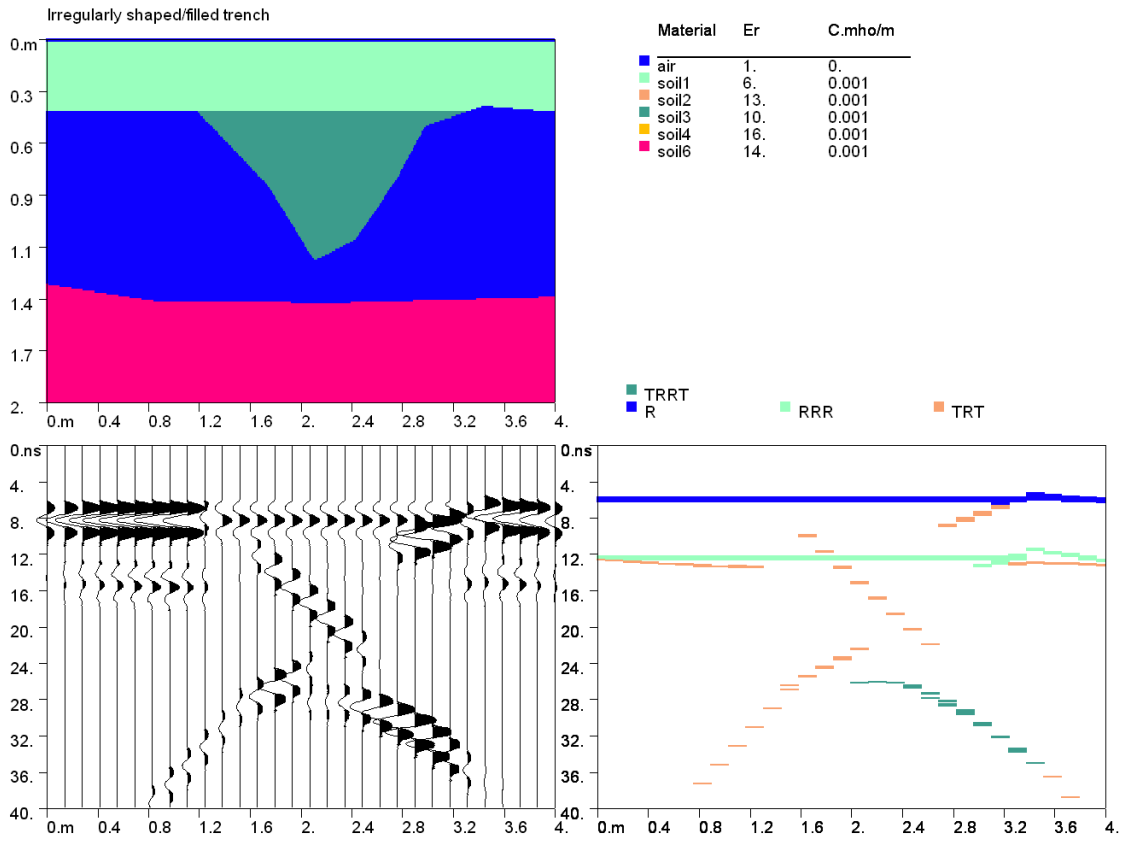 Irregularly shaped/filled trench
Material Er C.mho/m
air 1. 0.
soil1 6. 0.001
soil2 13. 0.001
soil3 10. 0.001
soil4 16. 0.001
soil6 14. 0.001
0.m
0.3
0.6
0.9
1.1
1.4
1.7
2.
0.m 0.4 0.8 1.2 1.6 2. 2.4 2.8 3.2 3.6 4.
TRRT
R RRR TRT
0.ns
4.
8.
12.
16.
20.
24.
28.
32.
36.
40.
0.m 0.4 0.8 1.2 1.6 2. 2.4 2.8 3.2 3.6 4.
0.ns
4.
8.
12.
16.
20.
24.
28.
32.
36.
40.
0.m 0.4 0.8 1.2 1.6 2. 2.4 2.8 3.2 3.6 4.